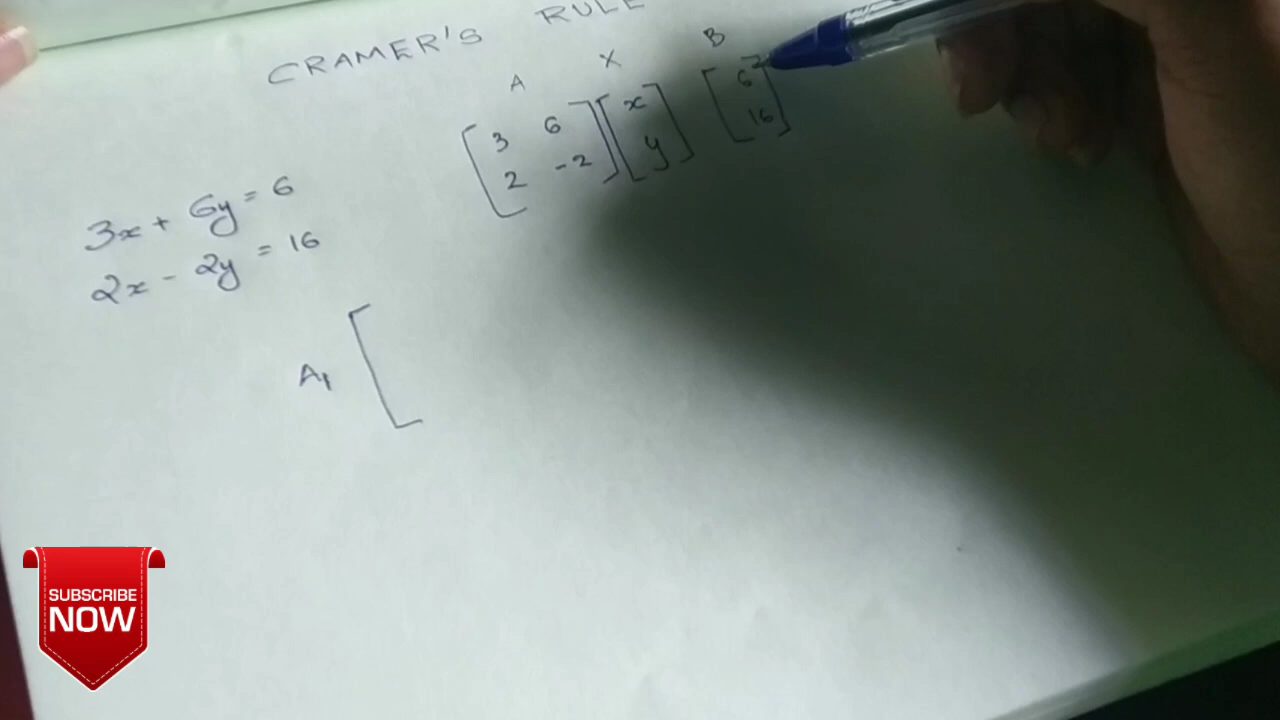 CRAMER'S RULE
A X B
[3 6
2 -2] [x
y] [6
16]
3x + 6y = 6
2x - 2y = 16
A₁ [
SUBSCRIBE
NOW